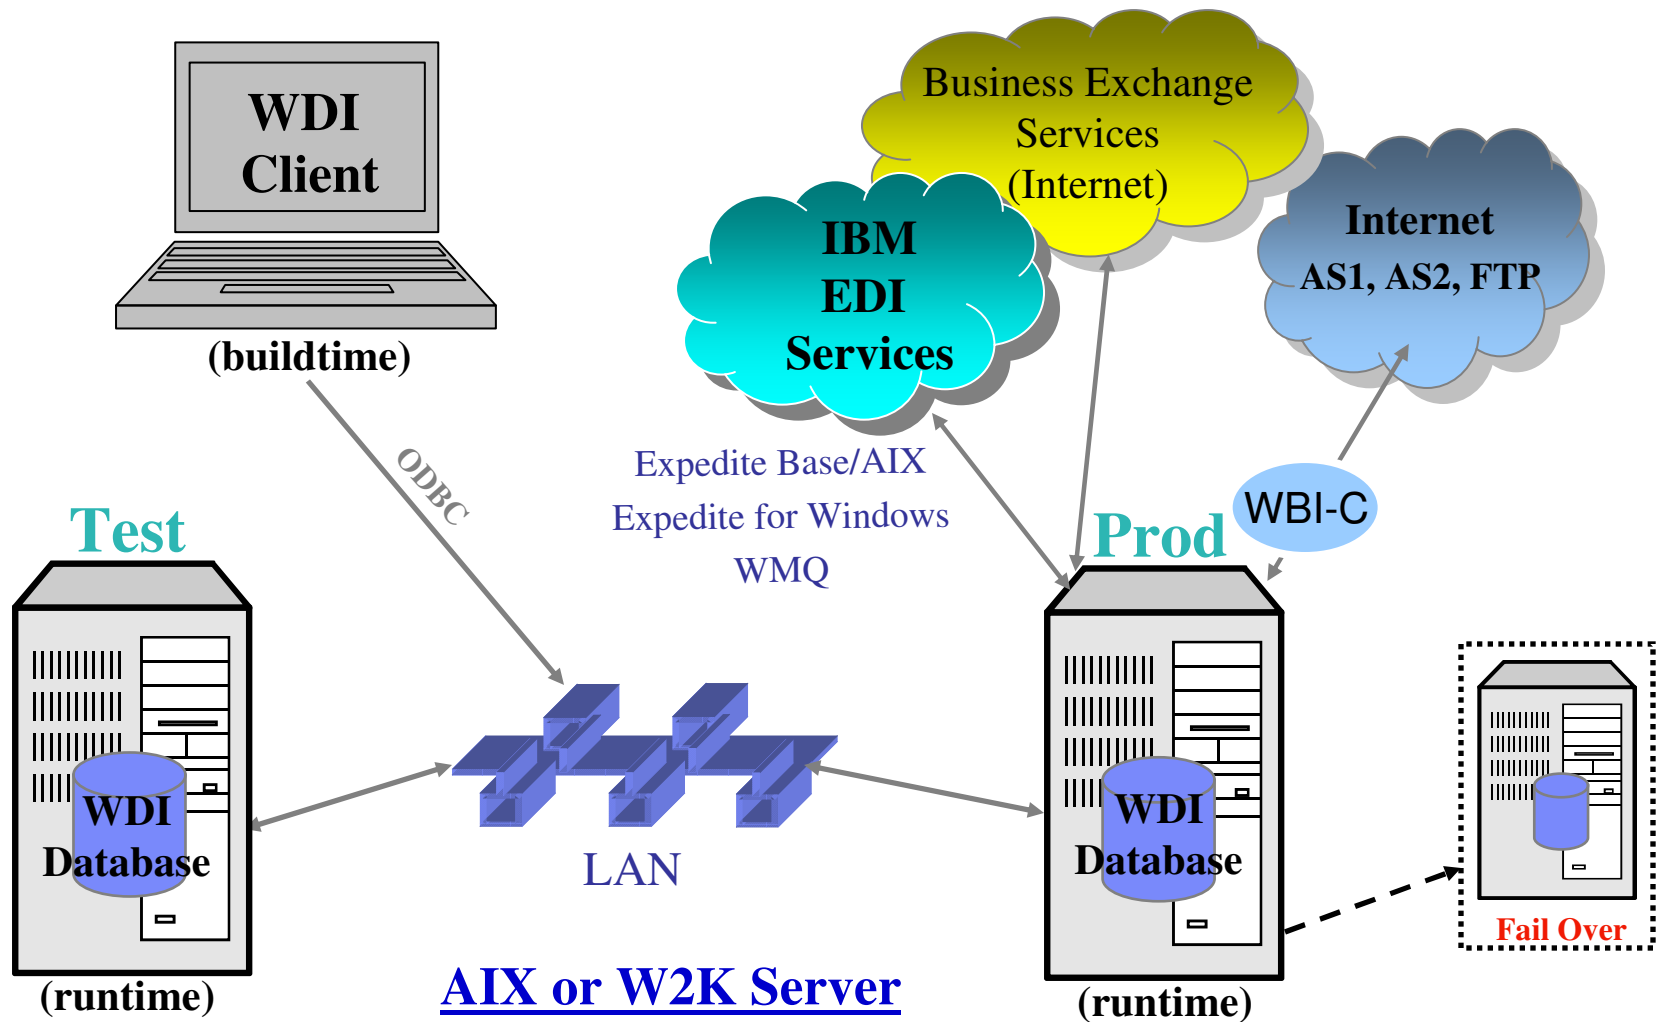 WDI
Client
(buildtime)
Business Exchange
Services
(Internet)
IBM
EDI
Services
Internet
AS1, AS2, FTP
ODBC
Expedite Base/AIX
Expedite for Windows
WMQ
WBI-C
Test
Prod
WDI
Database
(runtime)
LAN
WDI
Database
(runtime)
Fail Over
AIX or W2K Server